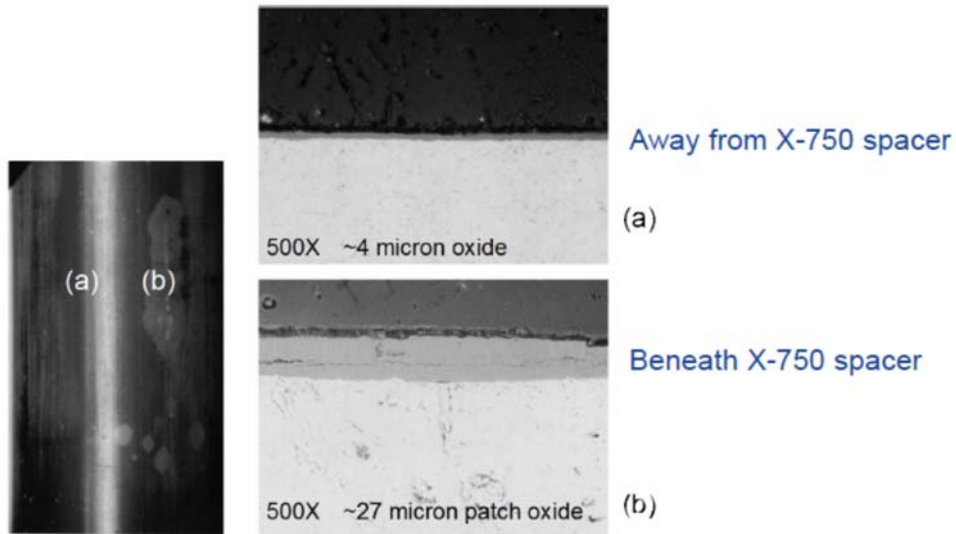 Away from X-750 spacer
(a)
500X ~4 micron oxide
(a) (b)
Beneath X-750 spacer
500X ~27 micron patch oxide
(b)